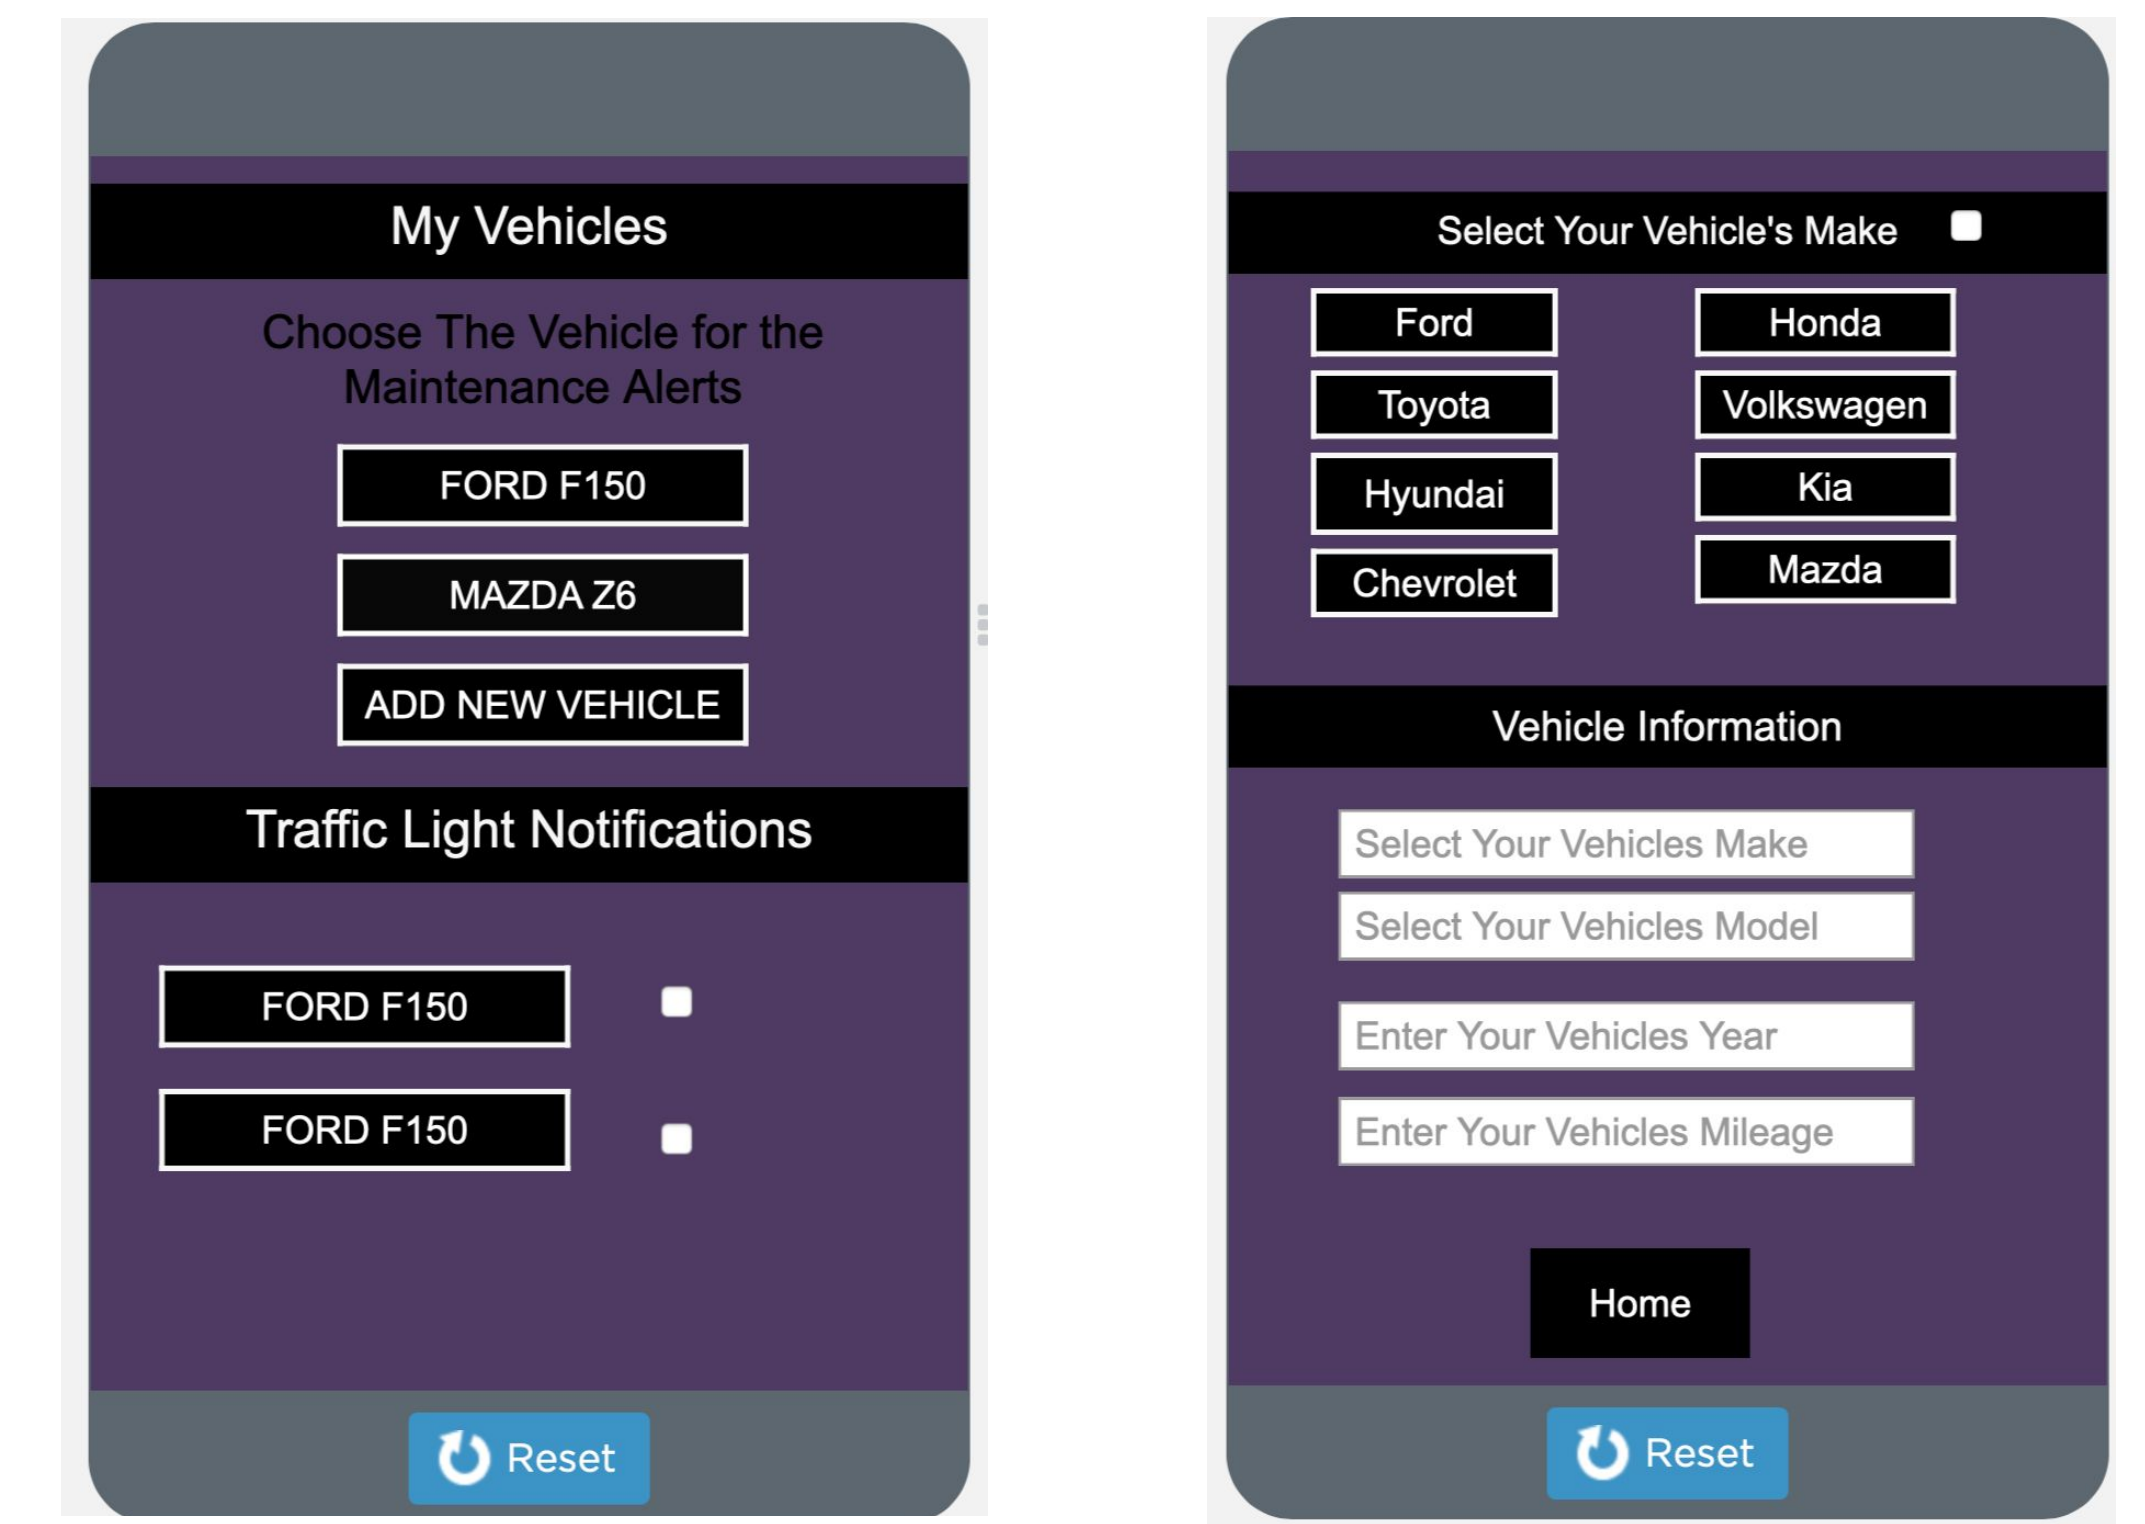 My Vehicles
Choose The Vehicle for the
Maintenance Alerts
FORD F150
MAZDA Z6
ADD NEW VEHICLE
Traffic Light Notifications
FORD F150
FORD F150
Reset
Select Your Vehicle's Make
Ford
Honda
Toyota
Volkswagen
Hyundai
Kia
Chevrolet
Mazda
Vehicle Information
Select Your Vehicles Make
Select Your Vehicles Model
Enter Your Vehicles Year
Enter Your Vehicles Mileage
Home
Reset